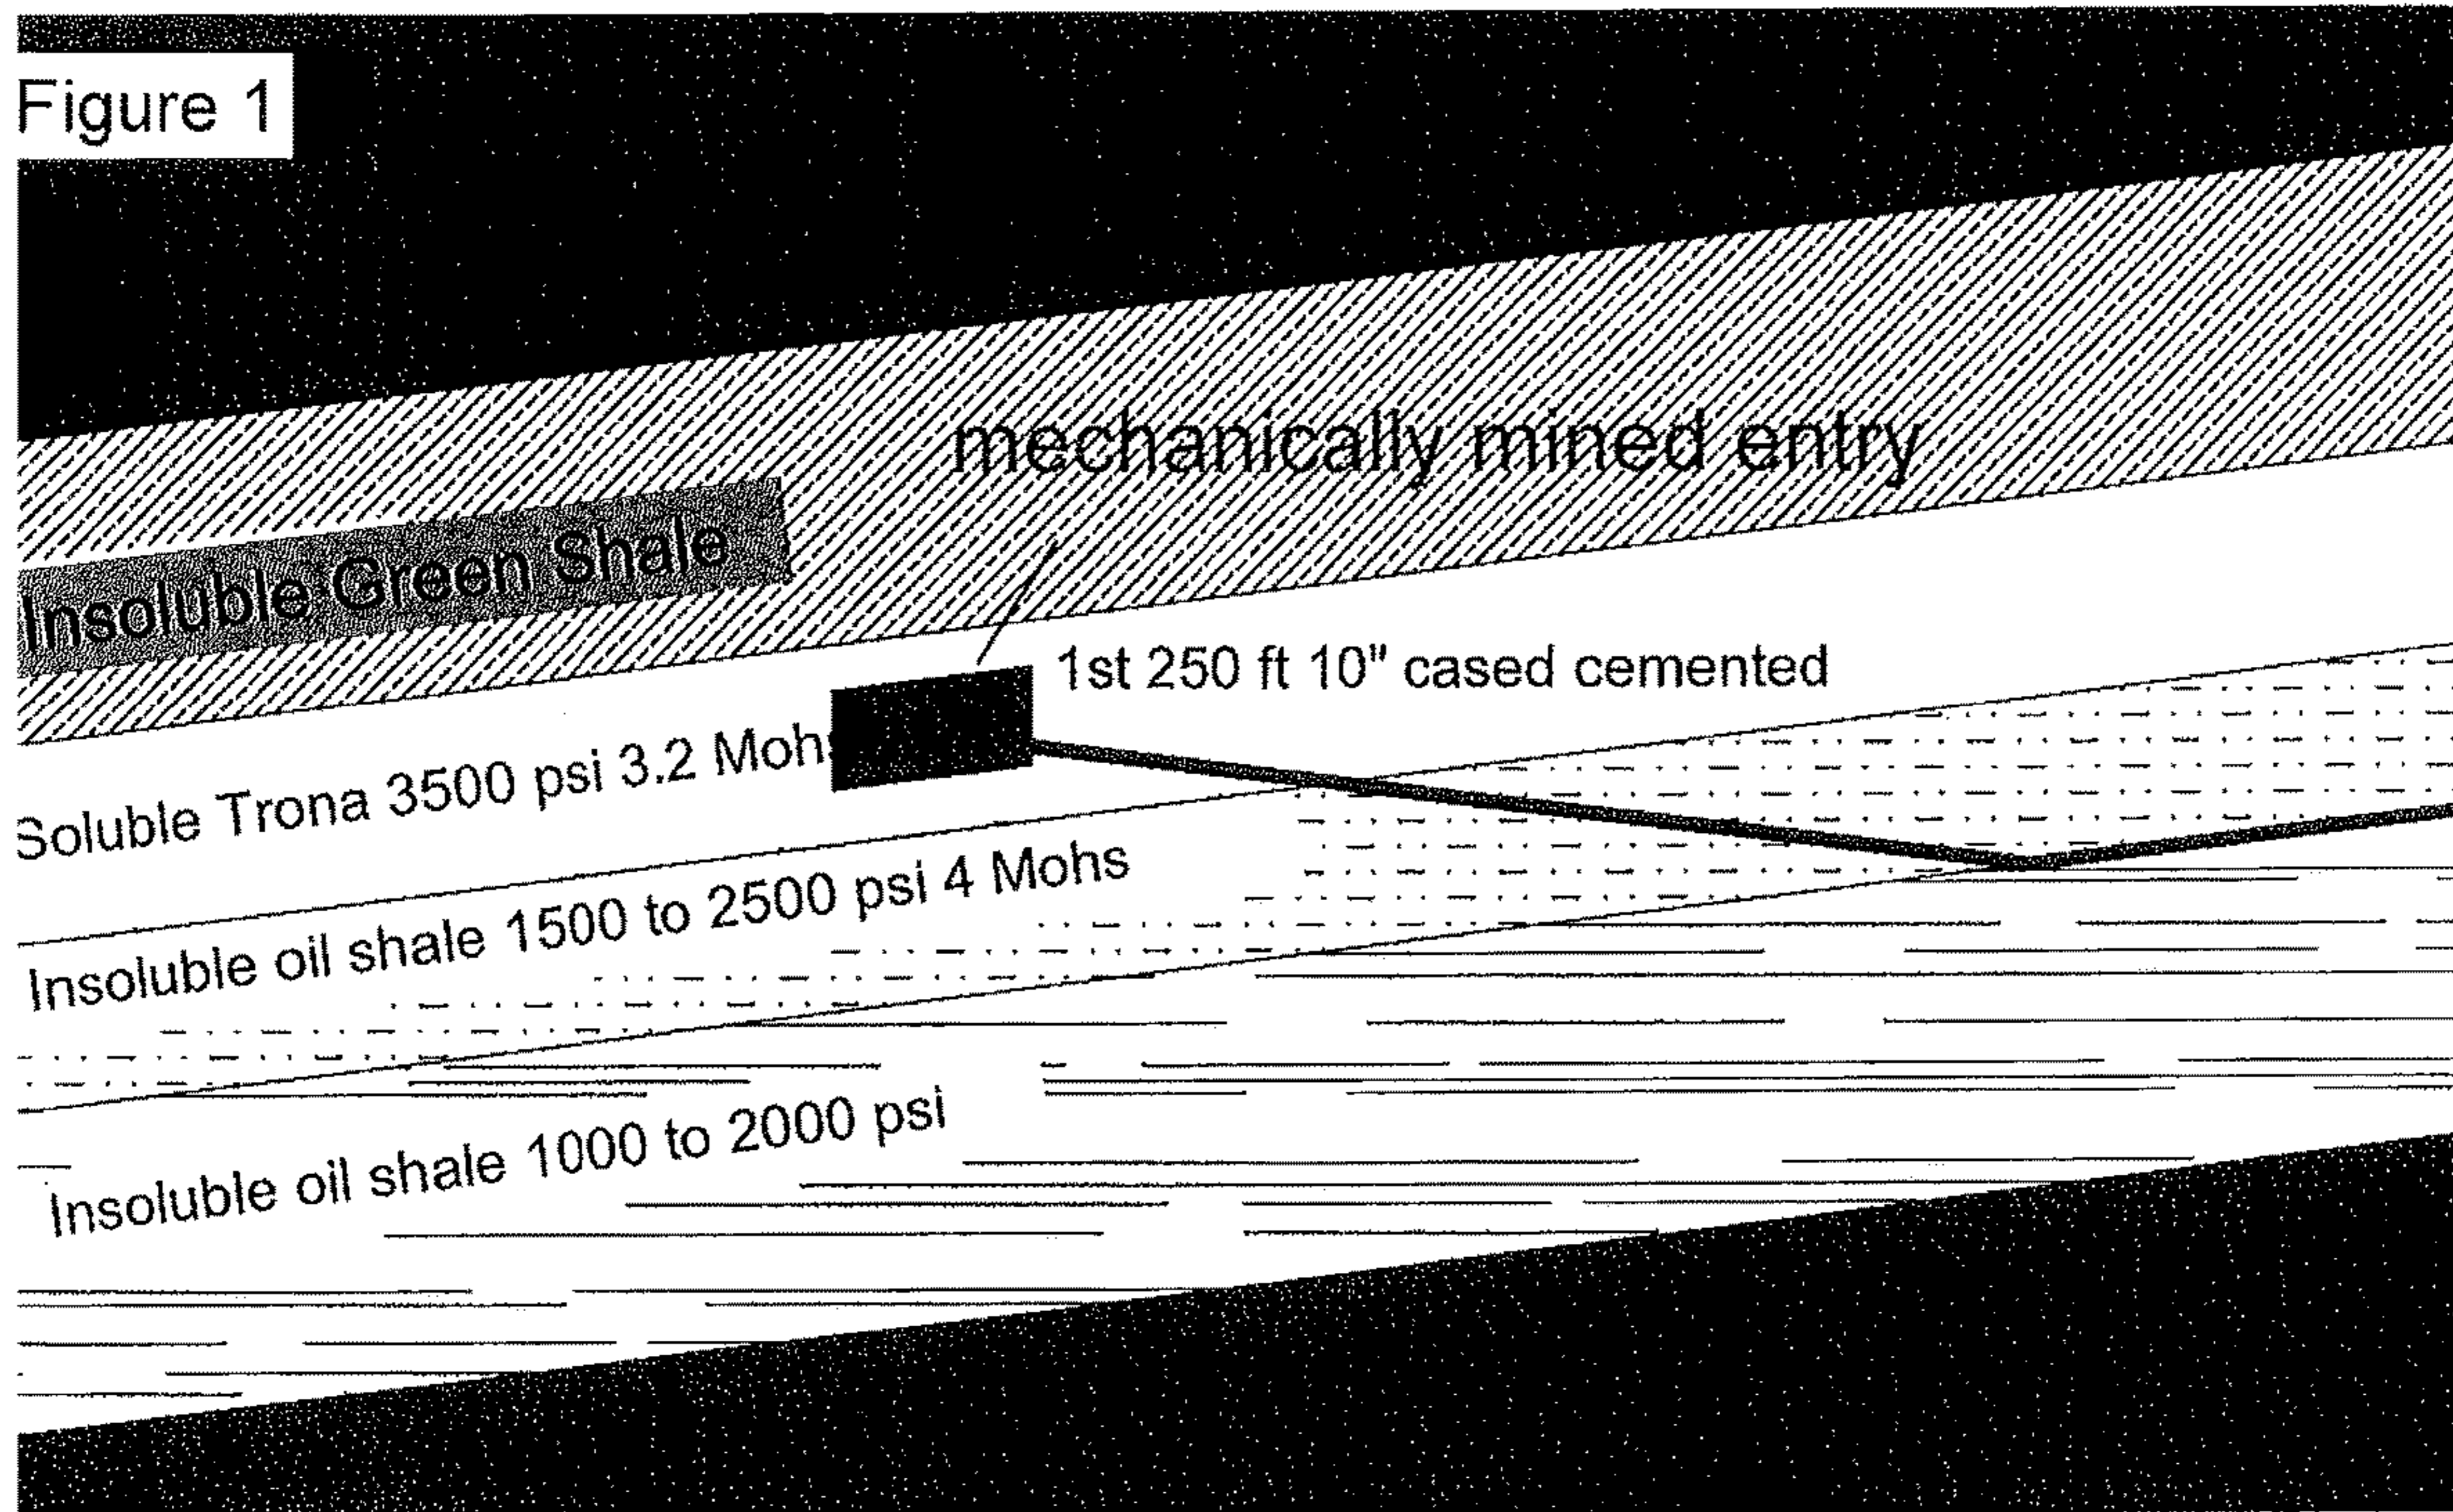 Figure 1
mechanically mined entry
Insoluble Green Shale
1st 250 ft 10" cased cemented
Soluble Trona 3500 psi 3.2 Mohs
Insoluble oil shale 1500 to 2500 psi 4 Mohs
Insoluble oil shale 1000 to 2000 psi